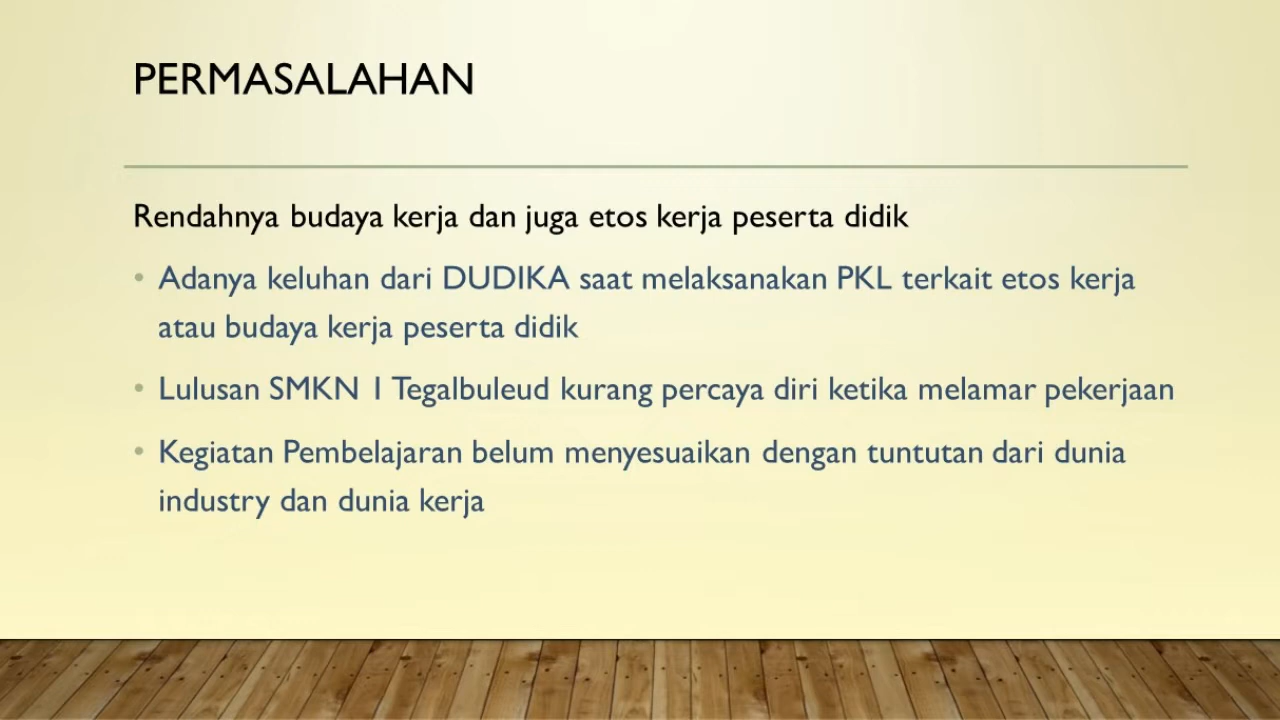 PERMASALAHAN
Rendahnya budaya kerja dan juga etos kerja peserta didik
• Adanya keluhan dari DUDIKA saat melaksanakan PKL terkait etos kerja
atau budaya kerja peserta didik
• Lulusan SMKN 1 Tegalbuleud kurang percaya diri ketika melamar pekerjaan
• Kegiatan Pembelajaran belum menyesuaikan dengan tuntutan dari dunia
industry dan dunia kerja